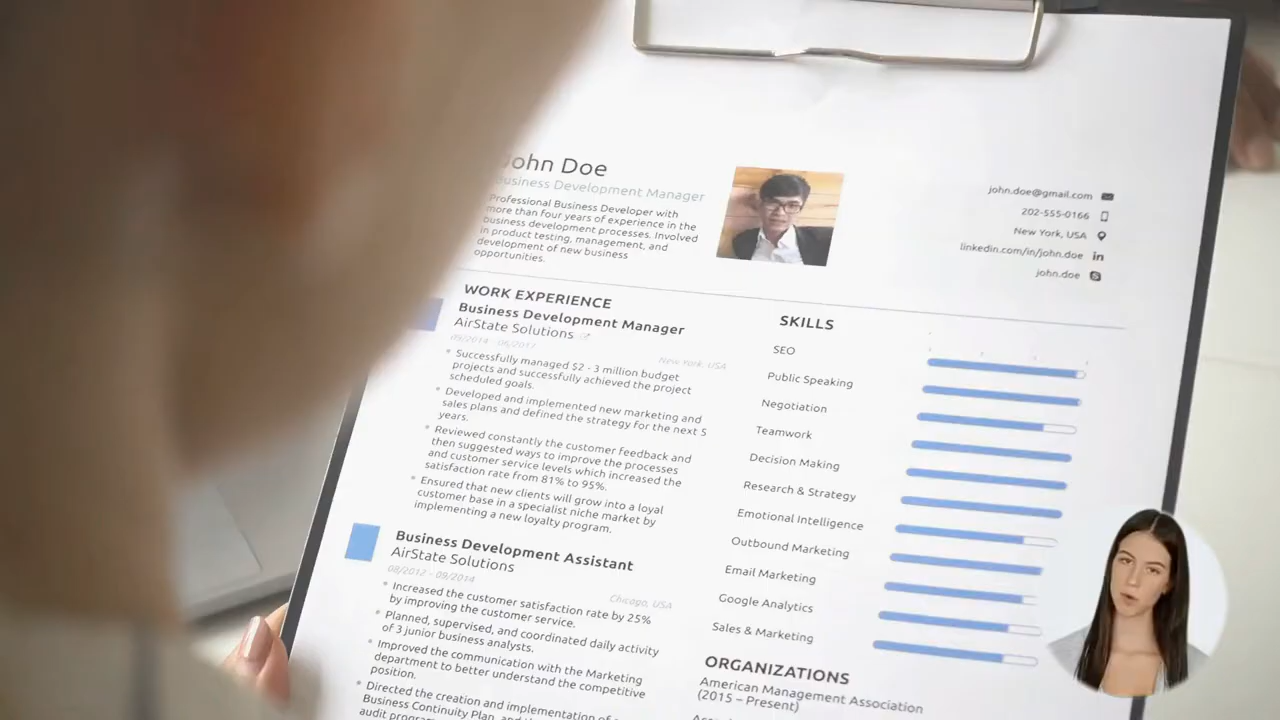 John Doe
Business Development Manager
Professional Business Developer with
more than four years of experience in the
business development processes. Involved
in product testing, management, and
development of new business
opportunities.
john.doe@gmail.com
202-555-0166
New York, USA
linkedin.com/in/john.doe
john.doe
WORK EXPERIENCE
Business Development Manager
AirState Solutions
09/2014 - 06/2017
New York, USA
Successfully managed $2 - 3 million budget
projects and successfully achieved the project
scheduled goals.
Developed and implemented new marketing and
sales plans and defined the strategy for the next 5
years.
Reviewed constantly the customer feedback and
then suggested ways to improve the processes
and customer service levels which increased the
satisfaction rate from 81% to 95%.
Ensured that new clients will grow into a loyal
customer base in a specialist niche market by
implementing a new loyalty program.
Business Development Assistant
AirState Solutions
08/2012 - 09/2014
Chicago, USA
Increased the customer satisfaction rate by 25%
by improving the customer service.
Planned, supervised, and coordinated daily activity
of 3 junior business analysts.
Improved the communication with the Marketing
department to better understand the competitive
position.
Directed the creation and implementation of a
Business Continuity Plan, and the
audit
SKILLS
SEO
Public Speaking
Negotiation
Teamwork
Decision Making
Research & Strategy
Emotional Intelligence
Outbound Marketing
Email Marketing
Google Analytics
Sales & Marketing
ORGANIZATIONS
American Management Association
(2015 – Present)